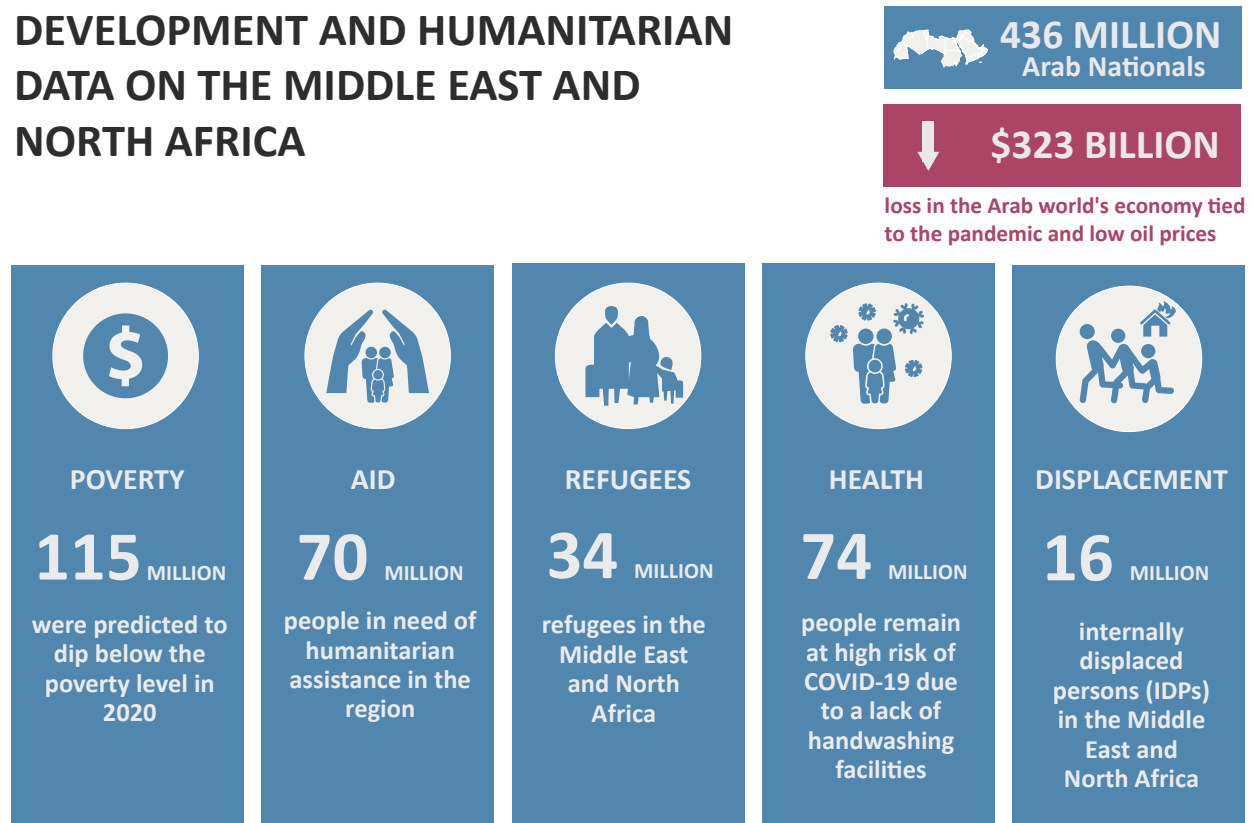 DEVELOPMENT AND HUMANITARIAN
DATA ON THE MIDDLE EAST AND
NORTH AFRICA
436 MILLION
Arab Nationals
$323 BILLION
loss in the Arab world's economy tied
to the pandemic and low oil prices
$
POVERTY
115 MILLION
were predicted to
dip below the
poverty level in
2020
AID
70 MILLION
people in need of
humanitarian
assistance in the
region
REFUGEES
34 MILLION
refugees in the
Middle East
and North
Africa
HEALTH
74 MILLION
people remain
at high risk of
COVID-19 due
to a lack of
handwashing
facilities
DISPLACEMENT
16 MILLION
internally
displaced
persons (IDPs)
in the Middle
East and
North Africa